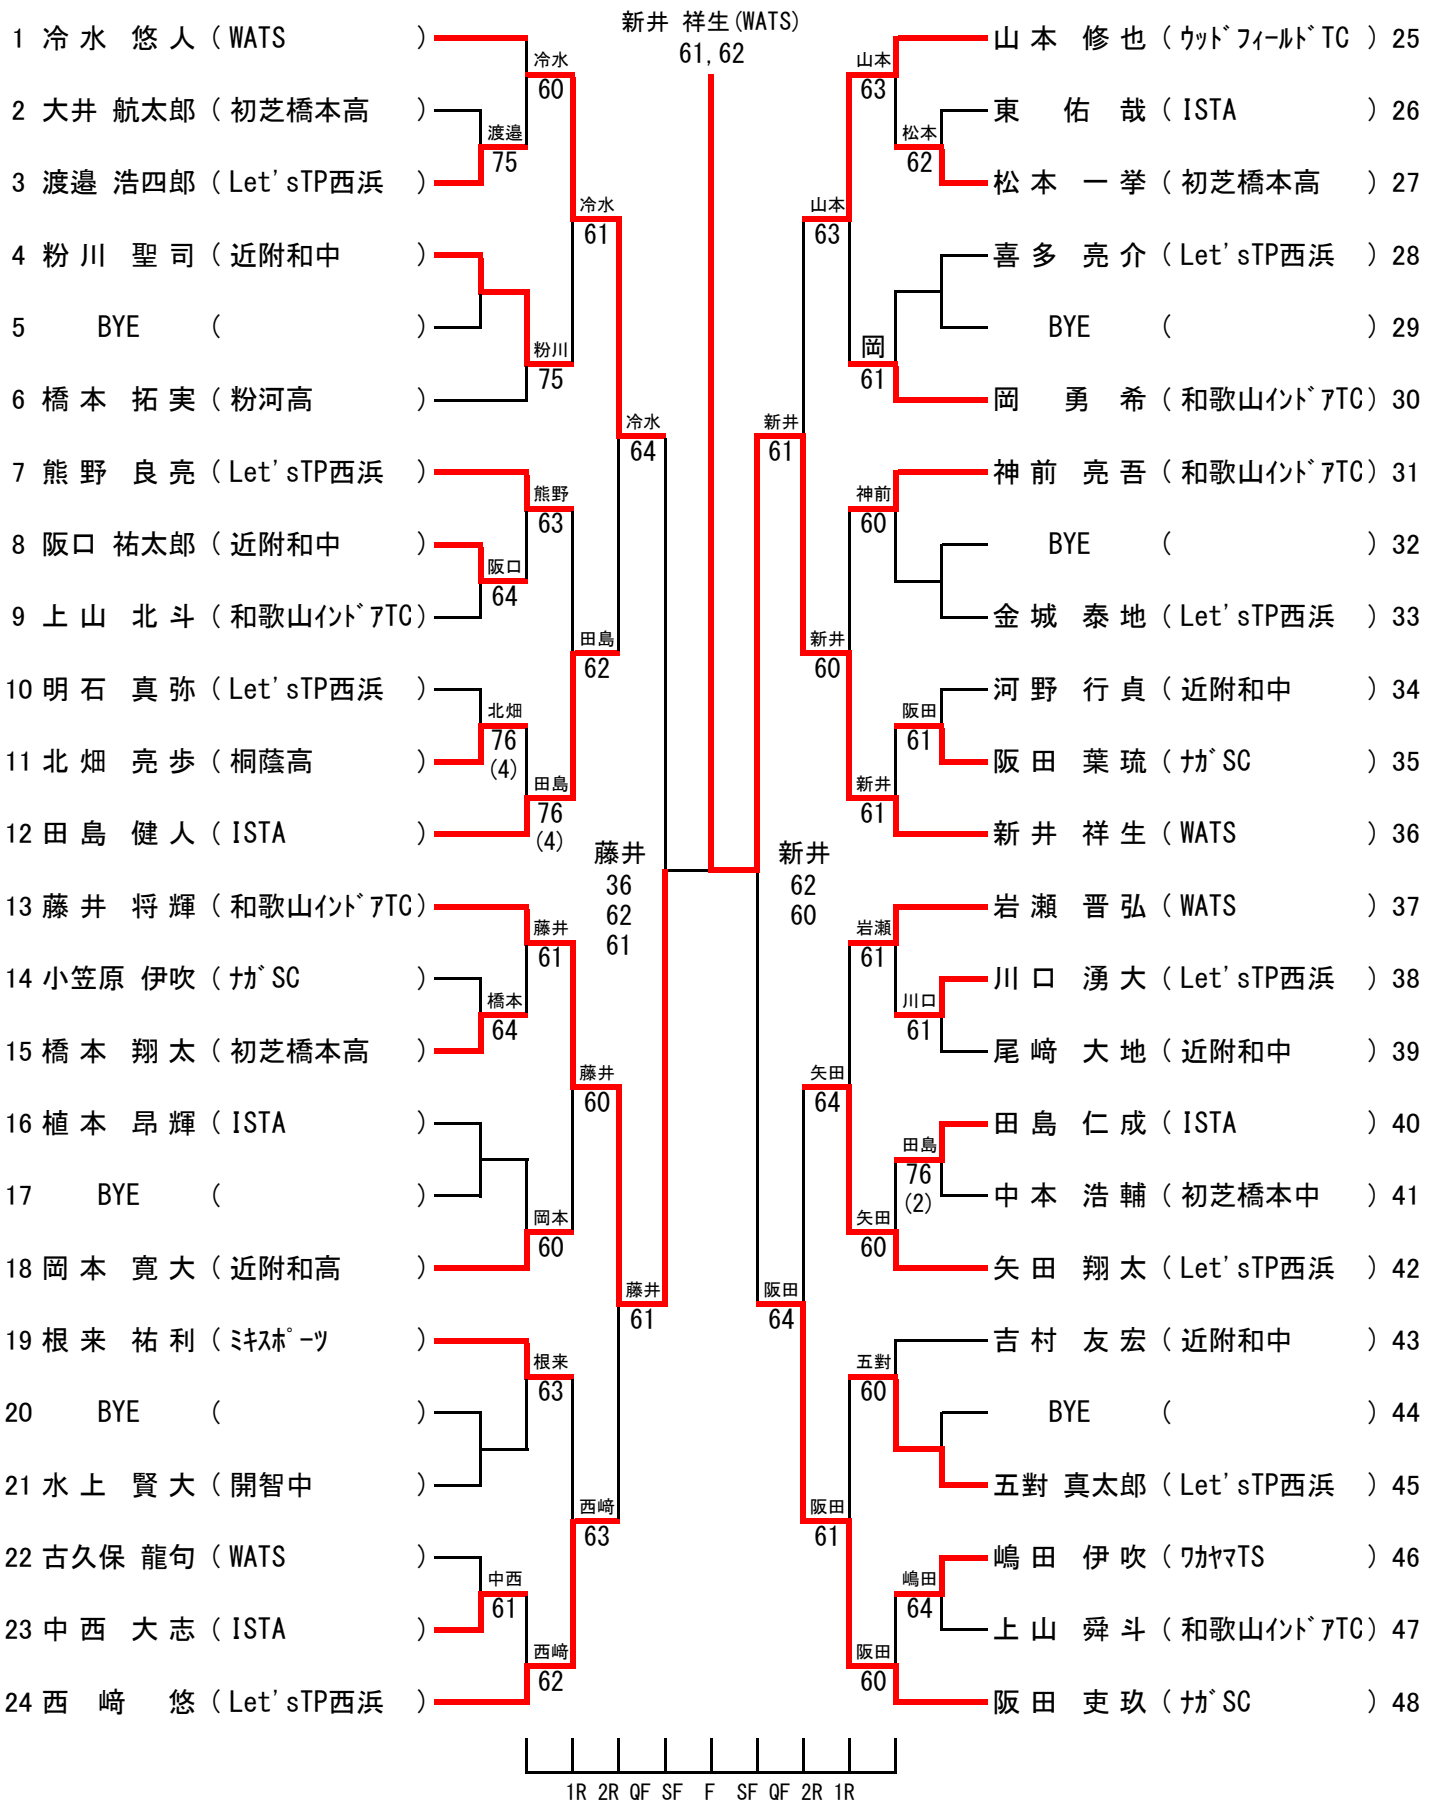 新井 祥生(WATS)
61, 62
1 冷水 悠人 ( WATS )
2 大井 航太郎 ( 初芝橋本高 )
3 渡邉 浩四郎 ( Let'sTP西浜 )
4 粉川 聖司 ( 近附和中 )
5 BYE ( )
6 橋本 拓実 ( 粉河高 )
7 熊野 良亮 ( Let'sTP西浜 )
8 阪口 祐太郎 ( 近附和中 )
9 上山 北斗 ( 和歌山ｲﾝﾄﾞｱTC)
10 明石 真弥 ( Let'sTP西浜 )
11 北畑 亮歩 ( 桐蔭高 )
12 田島 健人 ( ISTA )
13 藤井 将輝 ( 和歌山ｲﾝﾄﾞｱTC)
14 小笠原 伊吹 ( ﾅｶﾞSC )
15 橋本 翔太 ( 初芝橋本高 )
16 植本 昂輝 ( ISTA )
17 BYE ( )
18 岡本 寛大 ( 近附和高 )
19 根来 祐利 ( ﾐｷｽﾎﾟｰﾂ )
20 BYE ( )
21 水上 賢大 ( 開智中 )
22 古久保 龍句 ( WATS )
23 中西 大志 ( ISTA )
24 西﨑 悠 ( Let'sTP西浜 )
渡邉
75
阪口
64
北畑
76
(4)
橋本
64
中西
61
冷水
60
粉川
75
熊野
63
田島
76
(4)
藤井
61
岡本
60
根来
63
西﨑
62
冷水
61
田島
62
藤井
60
西﨑
63
冷水
64
藤井
61
藤井
36
62
61
新井
62
60
新井
61
阪田
64
山本
63
新井
60
矢田
64
阪田
61
山本
63
岡
61
神前
60
新井
61
岩瀬
61
矢田
60
五對
60
阪田
60
松本
62
阪田
61
川口
61
田島
76
(2)
嶋田
64
山本 修也 ( ｳｯﾄﾞﾌｨｰﾙﾄﾞTC ) 25
東 佑哉 ( ISTA ) 26
松本 一挙 ( 初芝橋本高 ) 27
喜多 亮介 ( Let'sTP西浜 ) 28
BYE ( ) 29
岡 勇希 ( 和歌山ｲﾝﾄﾞｱTC) 30
神前 亮吾 ( 和歌山ｲﾝﾄﾞｱTC) 31
BYE ( ) 32
金城 泰地 ( Let'sTP西浜 ) 33
河野 行貞 ( 近附和中 ) 34
阪田 葉琉 ( ﾅｶﾞSC ) 35
新井 祥生 ( WATS ) 36
岩瀬 晋弘 ( WATS ) 37
川口 湧大 ( Let'sTP西浜 ) 38
尾﨑 大地 ( 近附和中 ) 39
田島 仁成 ( ISTA ) 40
中本 浩輔 ( 初芝橋本中 ) 41
矢田 翔太 ( Let'sTP西浜 ) 42
吉村 友宏 ( 近附和中 ) 43
BYE ( ) 44
五對 真太郎 ( Let'sTP西浜 ) 45
嶋田 伊吹 ( ﾜｶﾔﾏTS ) 46
上山 舜斗 ( 和歌山ｲﾝﾄﾞｱTC) 47
阪田 吏玖 ( ﾅｶﾞSC ) 48
1R 2R QF SF F SF QF 2R 1R